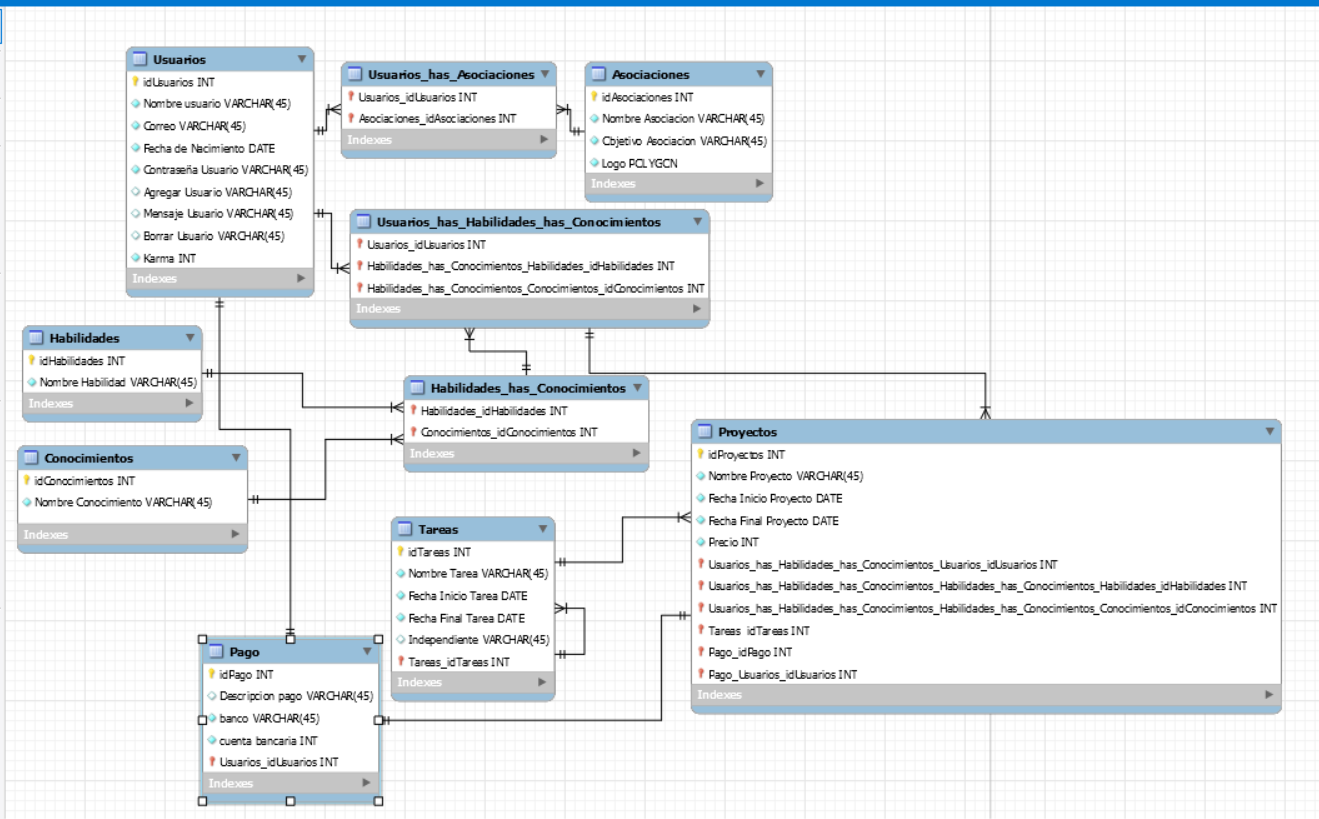 Usuarios
idUsuarios INT
Nombre usuario VARCHAR(45)
Correo VARCHAR(45)
Fecha de Nacimiento DATE
Contraseña Usuario VARCHAR(45)
Agregar Usuario VARCHAR(45)
Mensaje Usuario VARCHAR(45)
Borrar Usuario VARCHAR(45)
Karma INT
Indexes
Usuarios_has_Asociaciones
Usuarios_idUsuarios INT
Asociaciones_idAsociaciones INT
Indexes
Asociaciones
idAsociaciones INT
Nombre Asociacion VARCHAR(45)
Objetivo Asociacion VARCHAR(45)
Logo POLYGON
Indexes
Usuarios_has_Habilidades_has_Conocimientos
Usuarios_idUsuarios INT
Habilidades_has_Conocimientos_Habilidades_idHabilidades INT
Habilidades_has_Conocimientos_Conocimientos_idConocimientos INT
Indexes
Habilidades
idHabilidades INT
Nombre Habilidad VARCHAR(45)
Indexes
Habilidades_has_Conocimientos
Habilidades_idHabilidades INT
Conocimientos_idConocimientos INT
Indexes
Conocimientos
idConocimientos INT
Nombre Conocimiento VARCHAR(45)
Indexes
Proyectos
idProyectos INT
Nombre Proyecto VARCHAR(45)
Fecha Inicio Proyecto DATE
Fecha Final Proyecto DATE
Precio INT
Usuarios_has_Habilidades_has_Conocimientos_Usuarios_idUsuarios INT
Usuarios_has_Habilidades_has_Conocimientos_Habilidades_has_Conocimientos_Habilidades_idHabilidades INT
Usuarios_has_Habilidades_has_Conocimientos_Habilidades_has_Conocimientos_Conocimientos_idConocimientos INT
Tareas_idTareas INT
Pago_idPago INT
Pago_Usuarios_idUsuarios INT
Indexes
Tareas
idTareas INT
Nombre Tarea VARCHAR(45)
Fecha Inicio Tarea DATE
Fecha Final Tarea DATE
Independiente VARCHAR(45)
Tareas_idTareas INT
Indexes
Pago
idPago INT
Descripcion pago VARCHAR(45)
banco VARCHAR(45)
cuenta bancaria INT
Usuarios_idUsuarios INT
Indexes